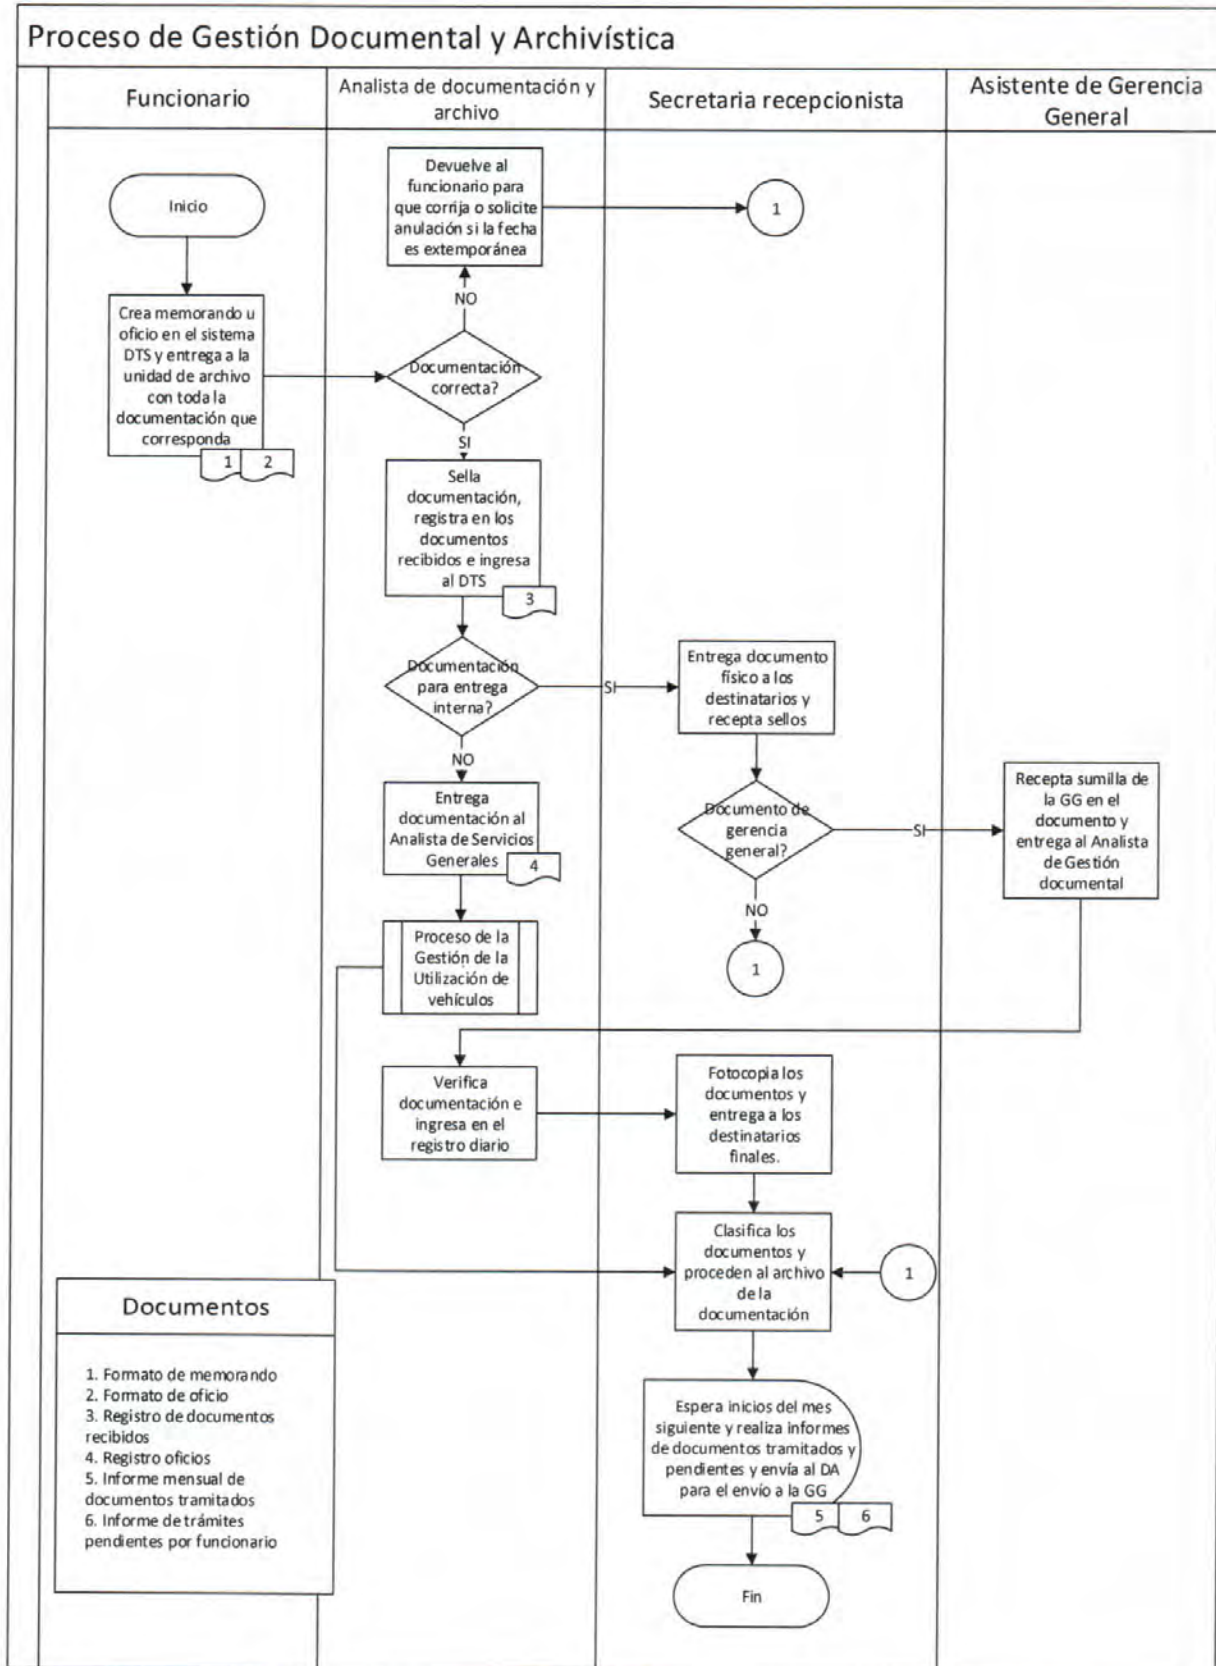 Proceso de Gestión Documental y Archivística
Funcionario
Analista de documentación y
archivo
Secretaria recepcionista
Asistente de Gerencia
General
Inicio
Devuelve al
funcionario para
que corrija o solicite
anulación si la fecha
es extemporánea
1
NO
Crea memorando u
oficio en el sistema
DTS y entrega a la
unidad de archivo
con toda la
documentación que
corresponda
1 2
Documentación
correcta?
SI
Sella
documentación,
registra en los
documentos
recibidos e ingresa
al DTS
3
Documentación
para entrega
interna?
SI
Entrega documento
físico a los
destinatarios y
recepta sellos
NO
Entrega
documentación al
Analista de Servicios
Generales
4
Documento de
gerencia
general?
SI
Recepta sumilla de
la GG en el
documento y
entrega al Analista
de Gestión
documental
NO
1
Proceso de la
Gestión de la
Utilización de
vehículos
Verifica
documentación e
ingresa en el
registro diario
Fotocopia los
documentos y
entrega a los
destinatarios
finales.
Clasifica los
documentos y
proceden al archivo
de la
documentación
1
Documentos
1. Formato de memorando
2. Formato de oficio
3. Registro de documentos
recibidos
4. Registro oficios
5. Informe mensual de
documentos tramitados
6. Informe de trámites
pendientes por funcionario
Espera inicios del mes
siguiente y realiza informes
de documentos tramitados y
pendientes y envía al DA
para el envío a la GG
5 6
Fin